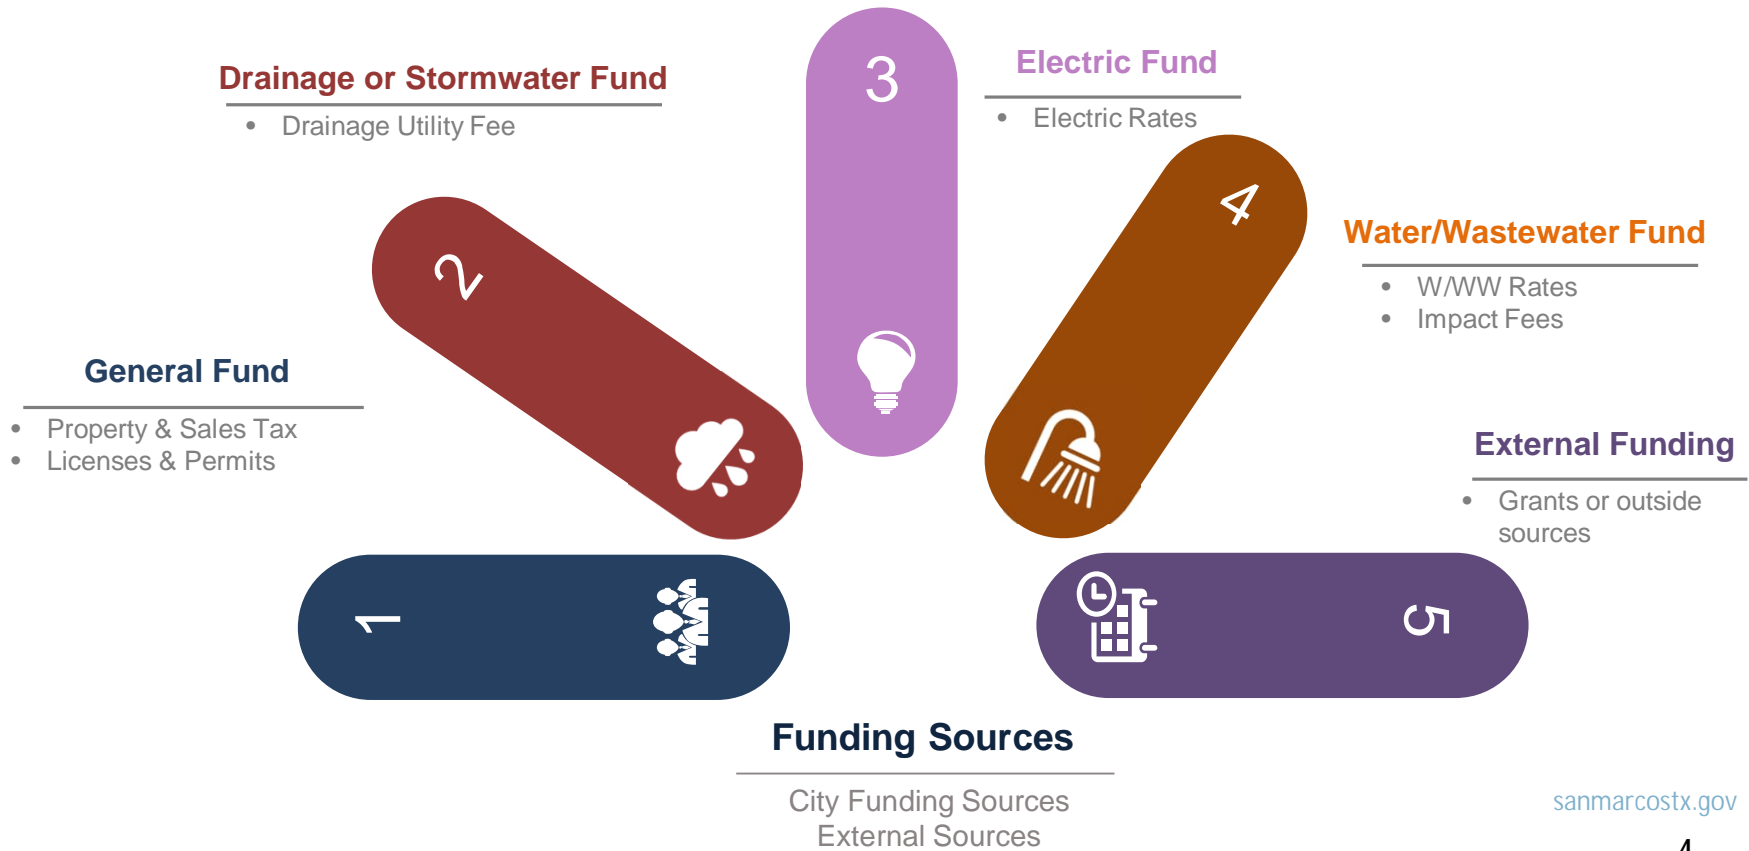 Drainage or Stormwater Fund
• Drainage Utility Fee
3
Electric Fund
• Electric Rates
2
4
Water/Wastewater Fund
• W/WW Rates
• Impact Fees
General Fund
• Property & Sales Tax
• Licenses & Permits
External Funding
• Grants or outside
sources
1
5
Funding Sources
City Funding Sources
External Sources
sanmarcostx.gov
4